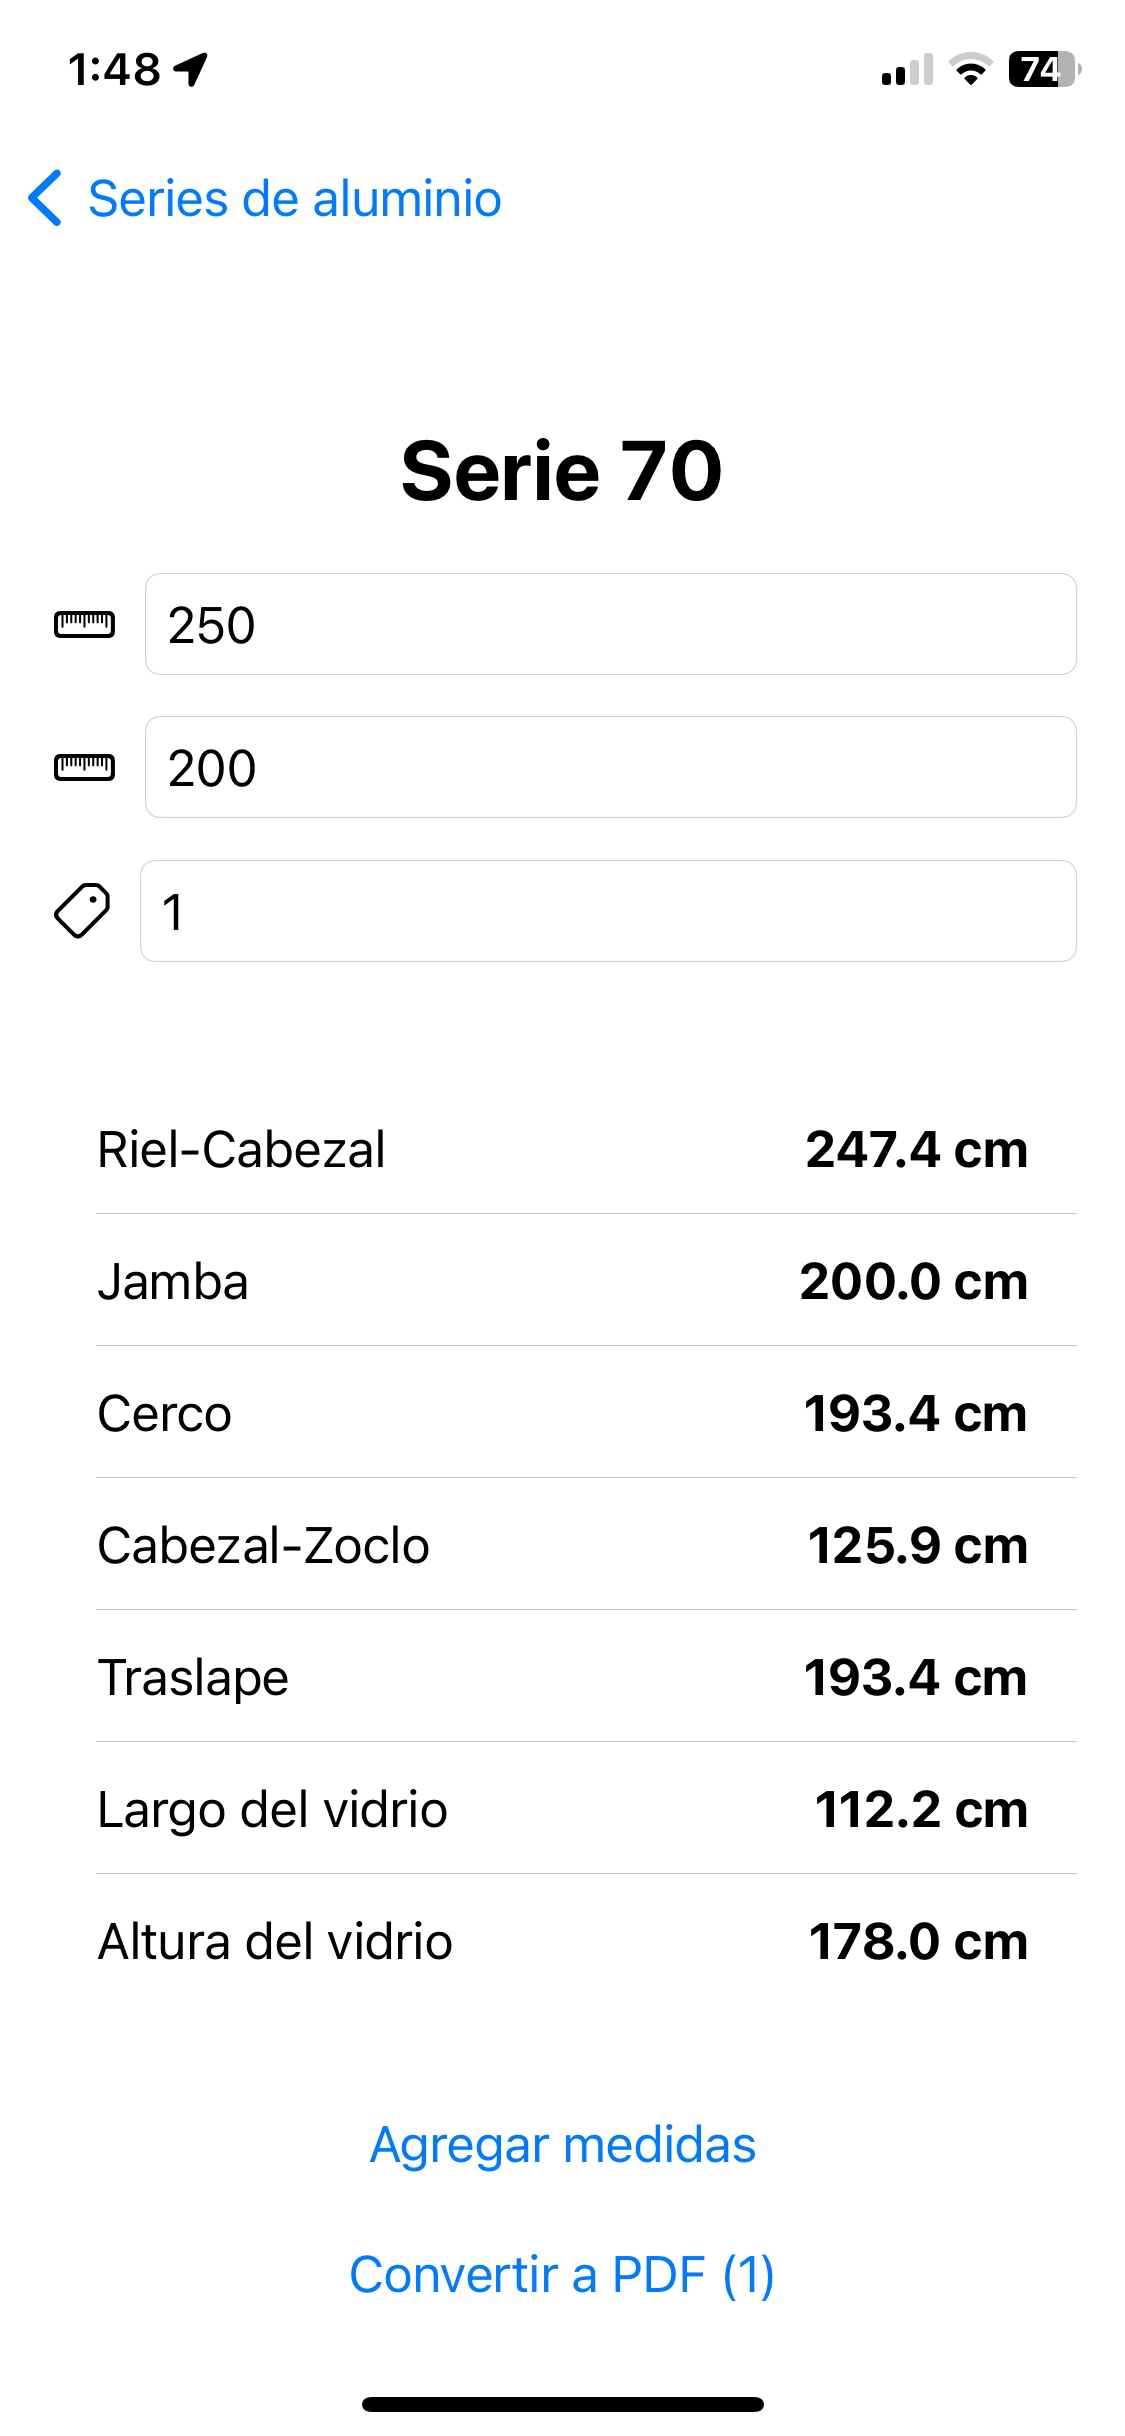 1:48
74
Series de aluminio
Serie 70
250
200
1
Riel-Cabezal 247.4 cm
Jamba 200.0 cm
Cerco 193.4 cm
Cabezal-Zoclo 125.9 cm
Traslape 193.4 cm
Largo del vidrio 112.2 cm
Altura del vidrio 178.0 cm
Agregar medidas
Convertir a PDF (1)